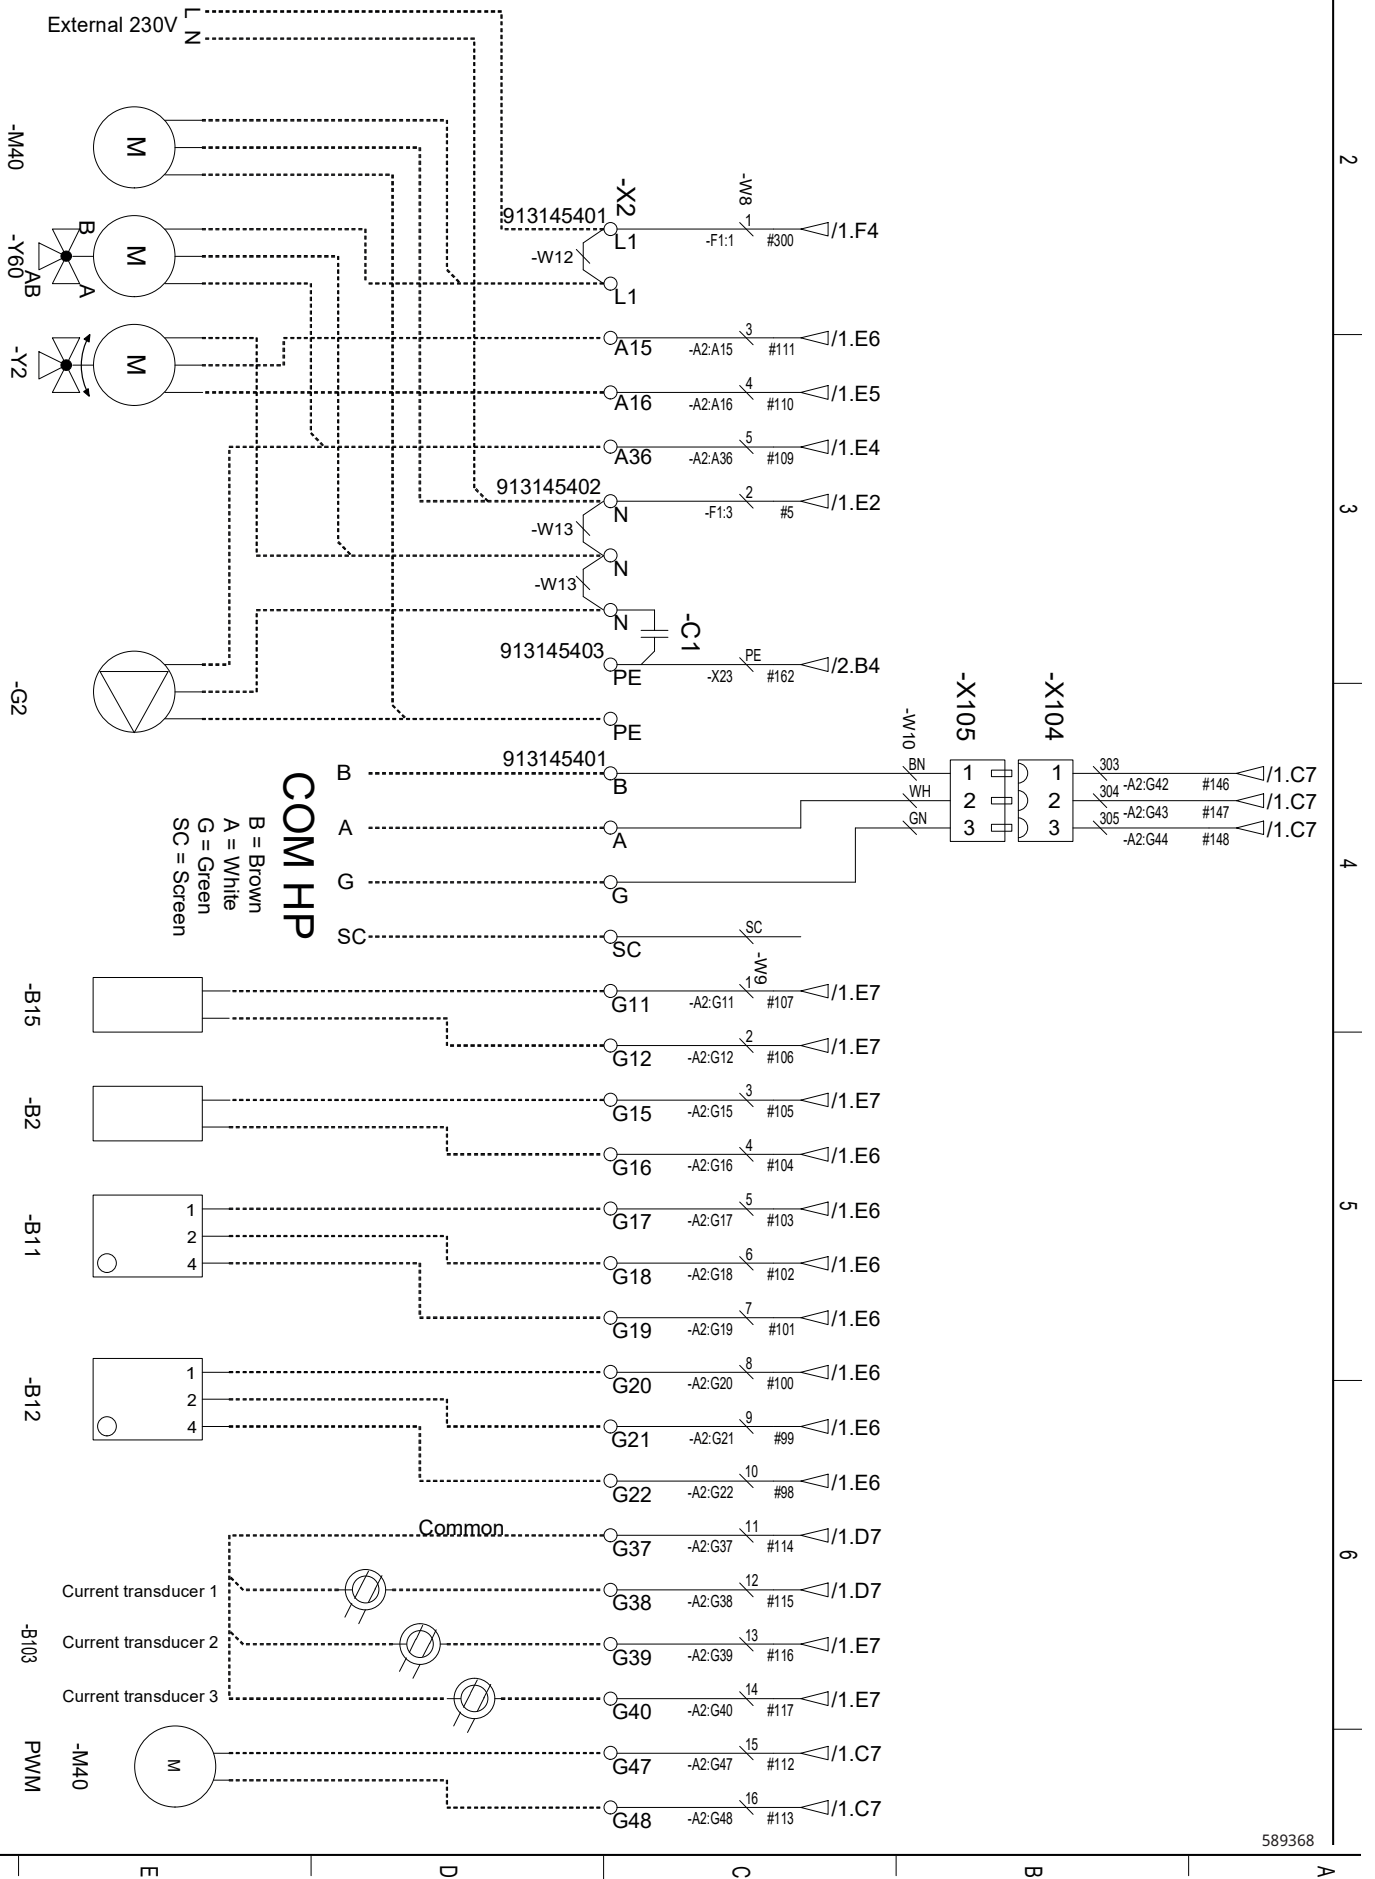 External 230V
L
N
-M40
M
-Y60
B
AB
A
M
-Y2
M
-G2
-X2
-W8
913145401
L1
-F1:1
1
#300
/1.F4
-W12
L1
A15
-A2:A15
3
#111
/1.E6
A16
-A2:A16
4
#110
/1.E5
A36
-A2:A36
5
#109
/1.E4
913145402
N
-F1:3
2
#5
/1.E2
-W13
N
-W13
N
-C1
913145403
PE
-X23
PE
#162
/2.B4
PE
-X105
-X104
-W10
913145401
B
B
BN
1
1
303
-A2:G42
#146
/1.C7
A
A
WH
2
2
304
-A2:G43
#147
/1.C7
G
G
GN
3
3
305
-A2:G44
#148
/1.C7
SC
SC
SC
COM HP
B = Brown
A = White
G = Green
SC = Screen
-W9
-B15
G11
-A2:G11
1
#107
/1.E7
G12
-A2:G12
2
#106
/1.E7
-B2
G15
-A2:G15
3
#105
/1.E7
G16
-A2:G16
4
#104
/1.E6
-B11
1
2
4
G17
-A2:G17
5
#103
/1.E6
G18
-A2:G18
6
#102
/1.E6
G19
-A2:G19
7
#101
/1.E6
-B12
1
2
4
G20
-A2:G20
8
#100
/1.E6
G21
-A2:G21
9
#99
/1.E6
G22
-A2:G22
10
#98
/1.E6
Common
G37
-A2:G37
11
#114
/1.D7
-B103
Current transducer 1
G38
-A2:G38
12
#115
/1.D7
Current transducer 2
G39
-A2:G39
13
#116
/1.E7
Current transducer 3
G40
-A2:G40
14
#117
/1.E7
-M40
PWM
M
G47
-A2:G47
15
#112
/1.C7
G48
-A2:G48
16
#113
/1.C7
589368
2
3
4
5
6
E
D
C
B
A